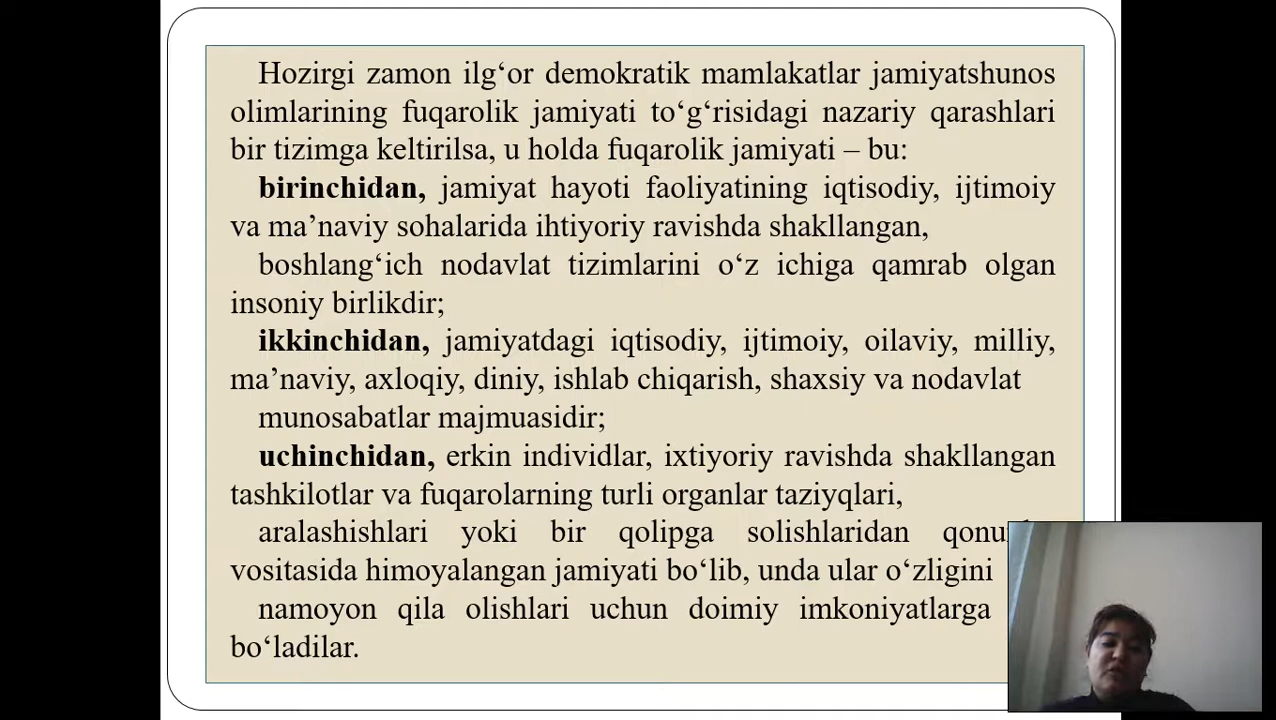 Hozirgi zamon ilg‘or demokratik mamlakatlar jamiyatshunos
olimlarining fuqarolik jamiyati to‘g‘risidagi nazariy qarashlari
bir tizimga keltirilsa, u holda fuqarolik jamiyati – bu:
birinchidan, jamiyat hayoti faoliyatining iqtisodiy, ijtimoiy
va ma’naviy sohalarida ihtiyoriy ravishda shakllangan,
boshlang‘ich nodavlat tizimlarini o‘z ichiga qamrab olgan
insoniy birlikdir;
ikkinchidan, jamiyatdagi iqtisodiy, ijtimoiy, oilaviy, milliy,
ma’naviy, axloqiy, diniy, ishlab chiqarish, shaxsiy va nodavlat
munosabatlar majmuasidir;
uchinchidan, erkin individlar, ixtiyoriy ravishda shakllangan
tashkilotlar va fuqarolarning turli organlar taziyqlari,
aralashishlari yoki bir qolipga solishlaridan
vositasida himoyalangan jamiyati bo‘lib, unda ular o‘zligini
namoyon qila olishlari uchun doimiy imkoniyatlarga
bo‘ladilar.